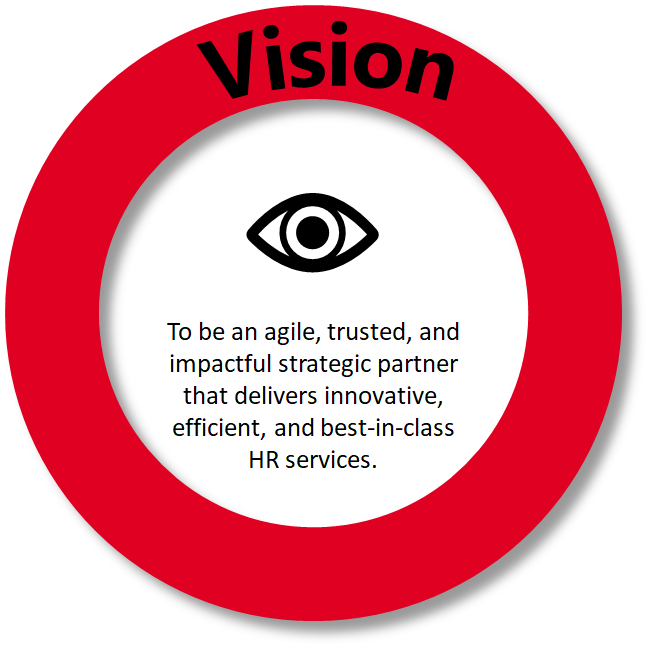 Vision
To be an agile, trusted, and
impactful strategic partner
that delivers innovative,
efficient, and best-in-class
HR services.